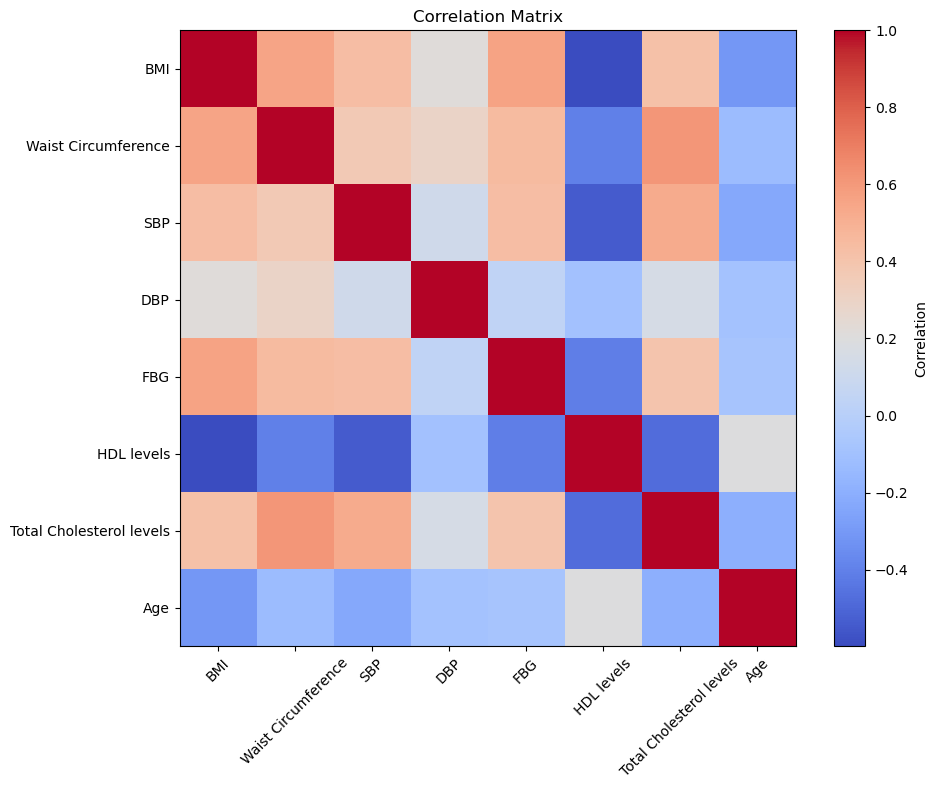 Correlation Matrix
BMI
Waist Circumference
SBP
DBP
FBG
HDL levels
Total Cholesterol levels
Age
BMI
Waist Circumference
SBP
DBP
FBG
HDL levels
Total Cholesterol levels
Age
1.0
0.8
0.6
0.4
0.2
0.0
−0.2
−0.4
Correlation